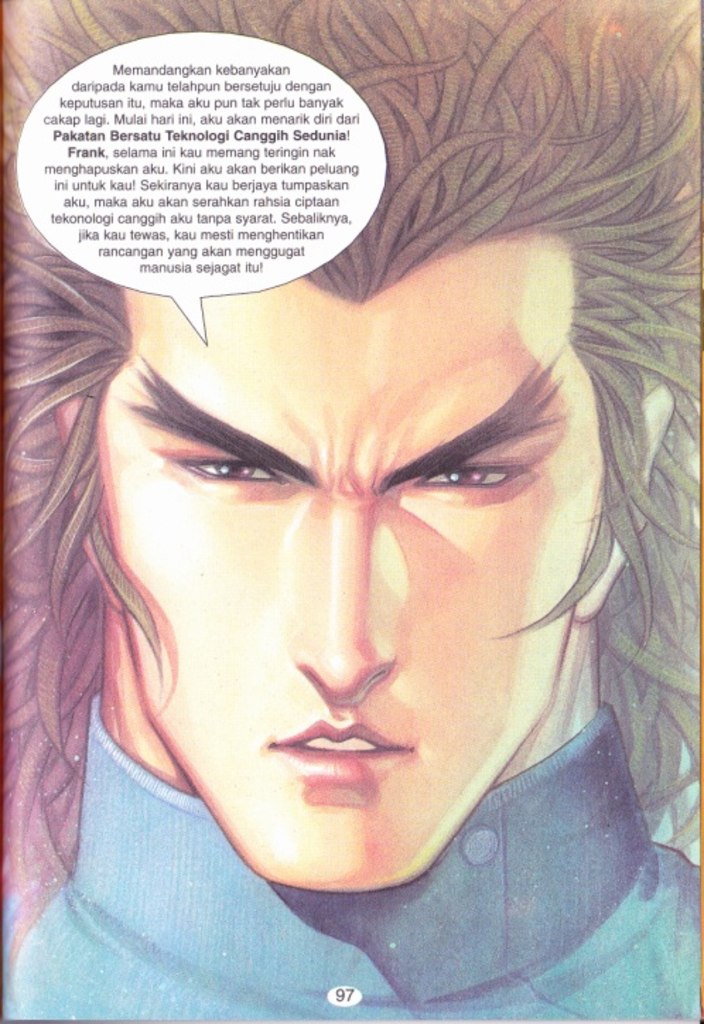 Memandangkan kebanyakan
daripada kamu telahpun bersetuju dengan
keputusan itu, maka aku pun tak perlu banyak
cakap lagi. Mulai hari ini, aku akan menarik diri dari
Pakatan Bersatu Teknologi Canggih Sedunia!
Frank, selama ini kau memang teringin nak
menghapuskan aku. Kini aku akan berikan peluang
ini untuk kau! Sekiranya kau berjaya tumpaskan
aku, maka aku akan serahkan rahsia ciptaan
tekonologi canggih aku tanpa syarat. Sebaliknya,
jika kau tewas, kau mesti menghentikan
rancangan yang akan menggugat
manusia sejagat itu!
97